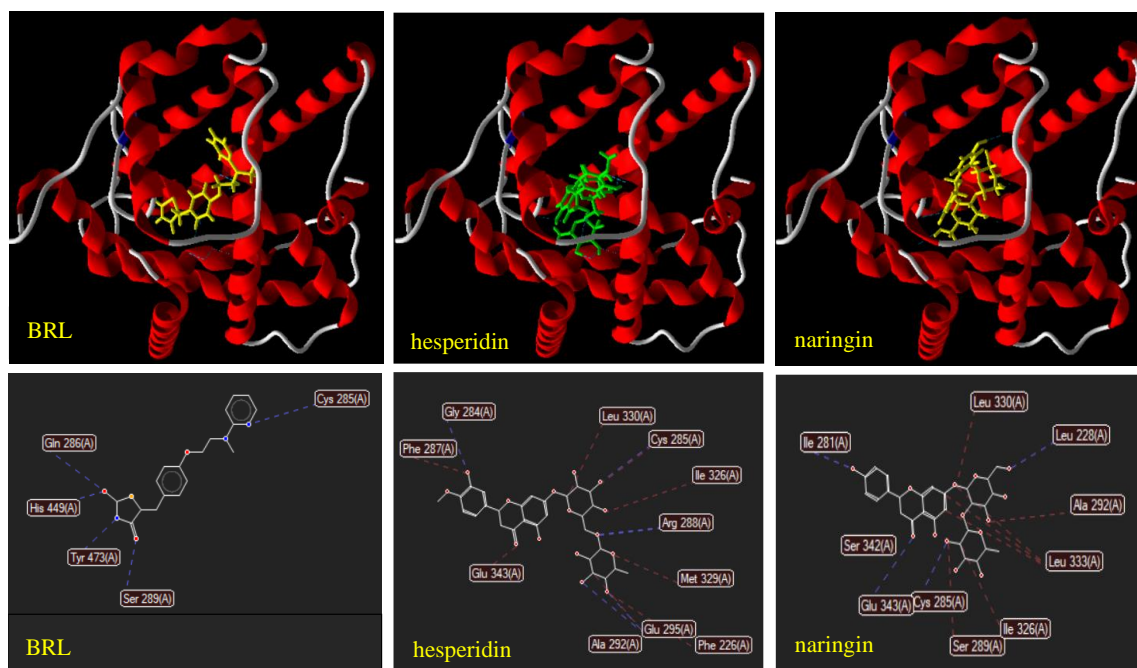 BRL
hesperidin
naringin
Cys 285(A)
Gln 286(A)
His 449(A)
Tyr 473(A)
Ser 289(A)
BRL
Gly 284(A)
Leu 330(A)
Phe 287(A)
Cys 285(A)
Ile 326(A)
Arg 288(A)
Glu 343(A)
Met 329(A)
Glu 295(A)
Ala 292(A)
Phe 226(A)
hesperidin
Leu 330(A)
Ile 281(A)
Leu 228(A)
Ala 292(A)
Ser 342(A)
Leu 333(A)
Glu 343(A)
Cys 285(A)
Ile 326(A)
Ser 289(A)
naringin